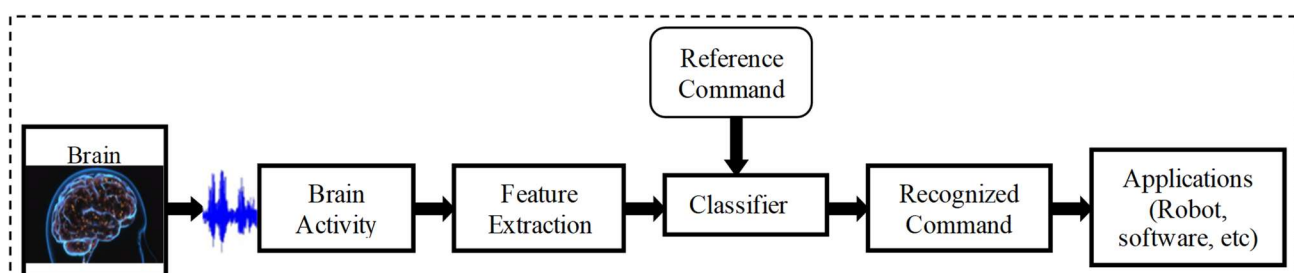 Reference
Command
Brain
Brain
Activity
Feature
Extraction
Classifier
Recognized
Command
Applications
(Robot,
software, etc)